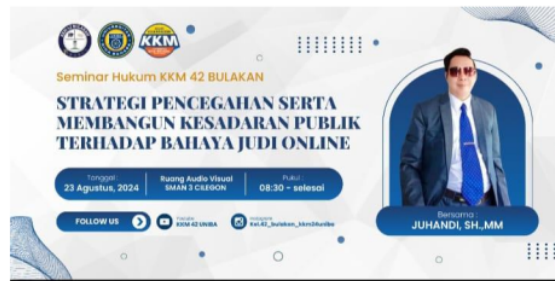 KKM
Seminar Hukum KKM 42 BULAKAN
STRATEGI PENCEGAHAN SERTA
MEMBANGUN KESADARAN PUBLIK
TERHADAP BAHAYA JUDI ONLINE
Tanggal :
23 Agustus, 2024
Ruang Audio Visual
SMAN 3 CILEGON
Pukul :
08:30 - selesai
FOLLOW US
Youtube
KKM 42 UNIBA
Instagram
Bersama :
JUHANDI, SH.,MM